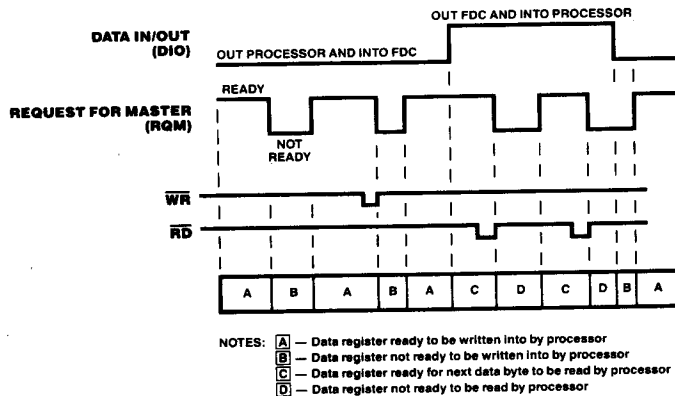 OUT FDC AND INTO PROCESSOR
DATA IN/OUT
(DIO)
OUT PROCESSOR AND INTO FDC
READY
REQUEST FOR MASTER
(RQM)
NOT
READY
WR
RD
A B A B A C D C D B A
NOTES: A — Data register ready to be written into by processor
B — Data register not ready to be written into by processor
C — Data register ready for next data byte to be read by processor
D — Data register not ready to be read by processor